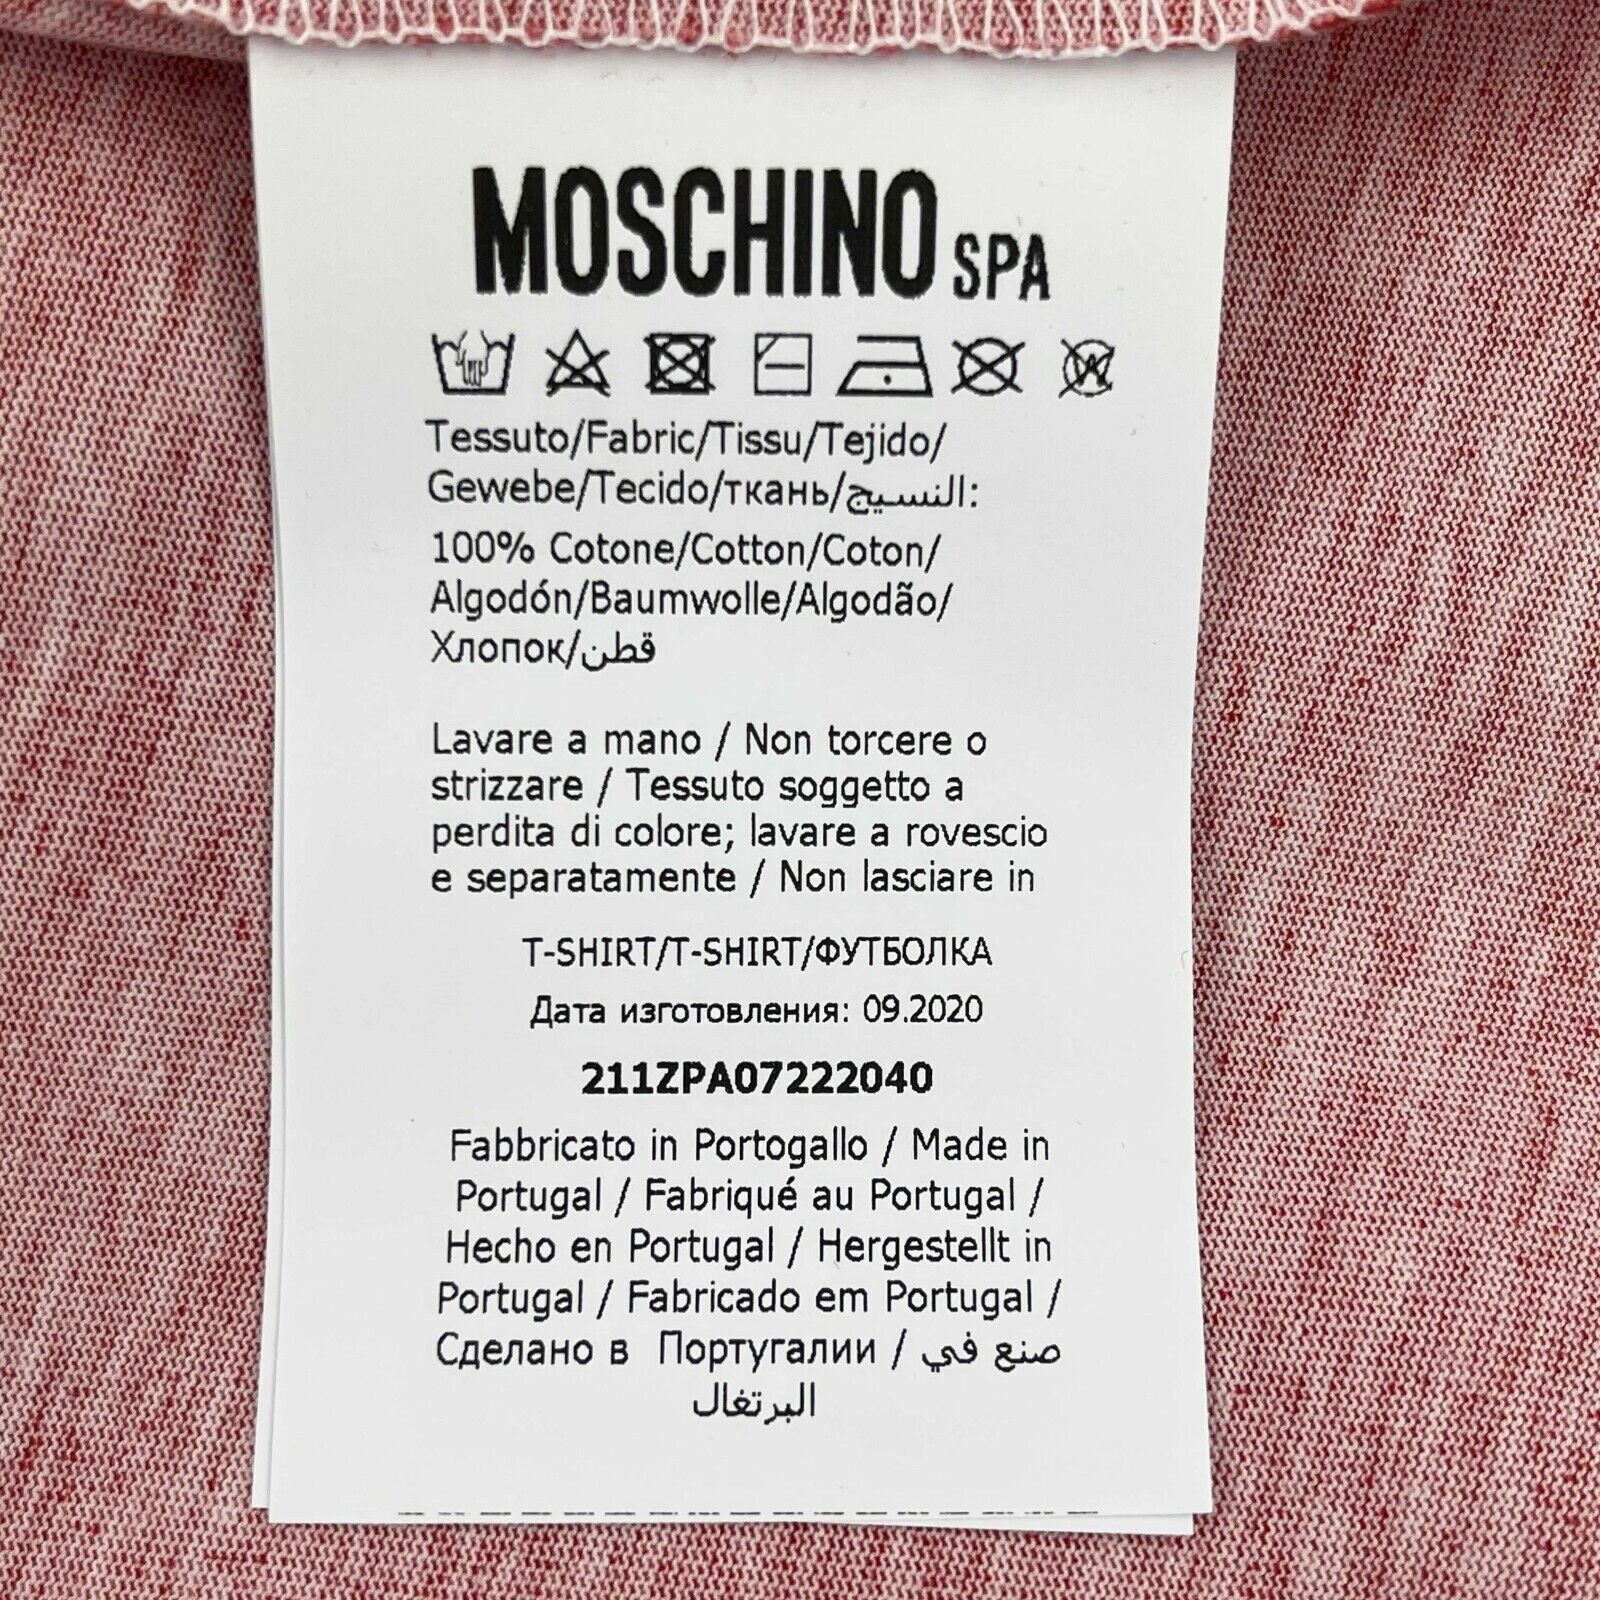 MOSCHINO SPA
Tessuto/Fabric/Tissu/Tejido/
Gewebe/Tecido/ткань/النسيج:
100% Cotone/Cotton/Coton/
Algodón/Baumwolle/Algodão/
Хлопок/قطن
Lavare a mano / Non torcere o
strizzare / Tessuto soggetto a
perdita di colore; lavare a rovescio
e separatamente / Non lasciare in
T-SHIRT/T-SHIRT/ФУТБОЛКА
Дата изготовления: 09.2020
211ZPA07222040
Fabbricato in Portogallo / Made in
Portugal / Fabriqué au Portugal /
Hecho en Portugal / Hergestellt in
Portugal / Fabricado em Portugal /
Сделано в Португалии / صنع في
البرتغال